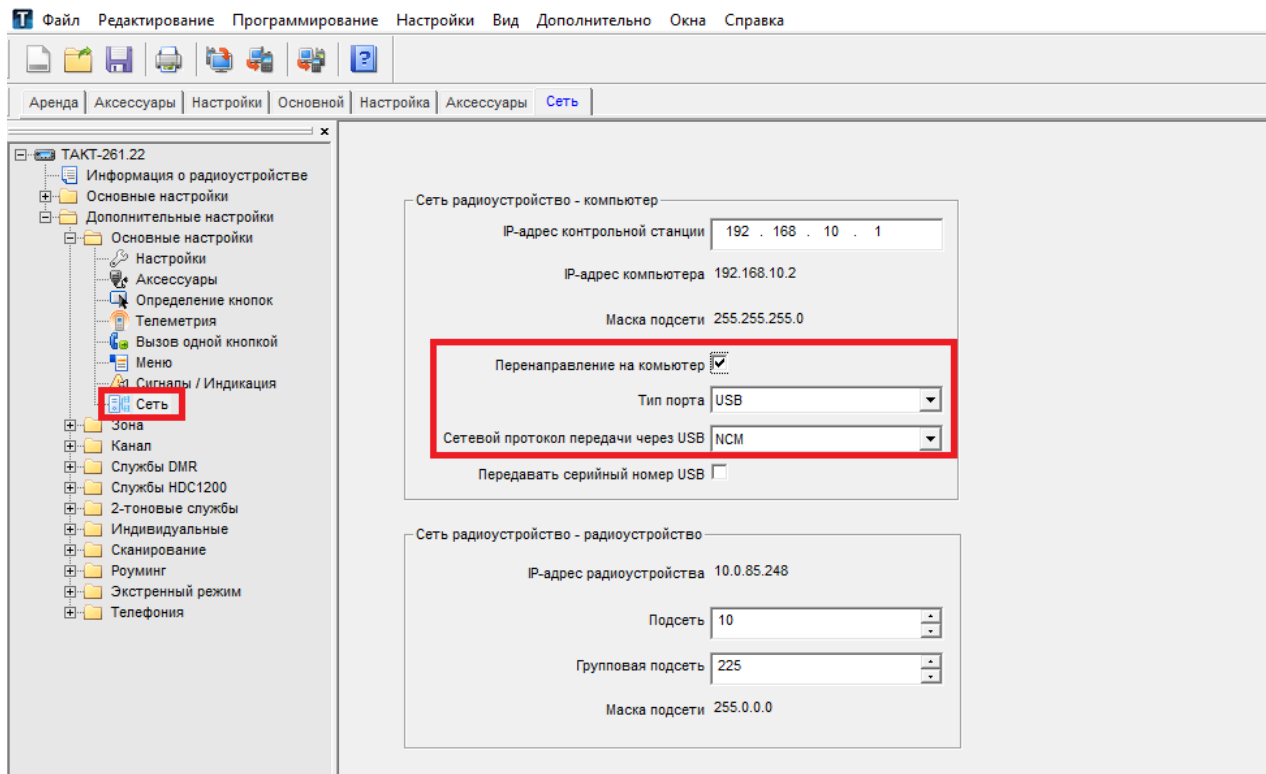 Файл Редактирование Программирование Настройки Вид Дополнительно Окна Справка
Аренда Аксессуары Настройки Основной Настройка Аксессуары Сеть
ТАКТ-261.22
Информация о радиоустройстве
Основные настройки
Дополнительные настройки
Основные настройки
Настройки
Аксессуары
Определение кнопок
Телеметрия
Вызов одной кнопкой
Меню
Сигналы / Индикация
Сеть
Зона
Канал
Службы DMR
Службы HDC1200
2-тоновые службы
Индивидуальные
Сканирование
Роуминг
Экстренный режим
Телефония
Сеть радиоустройство - компьютер
IP-адрес контрольной станции 192 . 168 . 10 . 1
IP-адрес компьютера 192.168.10.2
Маска подсети 255.255.255.0
Перенаправление на комьютер
Тип порта USB
Сетевой протокол передачи через USB NCM
Передавать серийный номер USB
Сеть радиоустройство - радиоустройство
IP-адрес радиоустройства 10.0.85.248
Подсеть 10
Групповая подсеть 225
Маска подсети 255.0.0.0